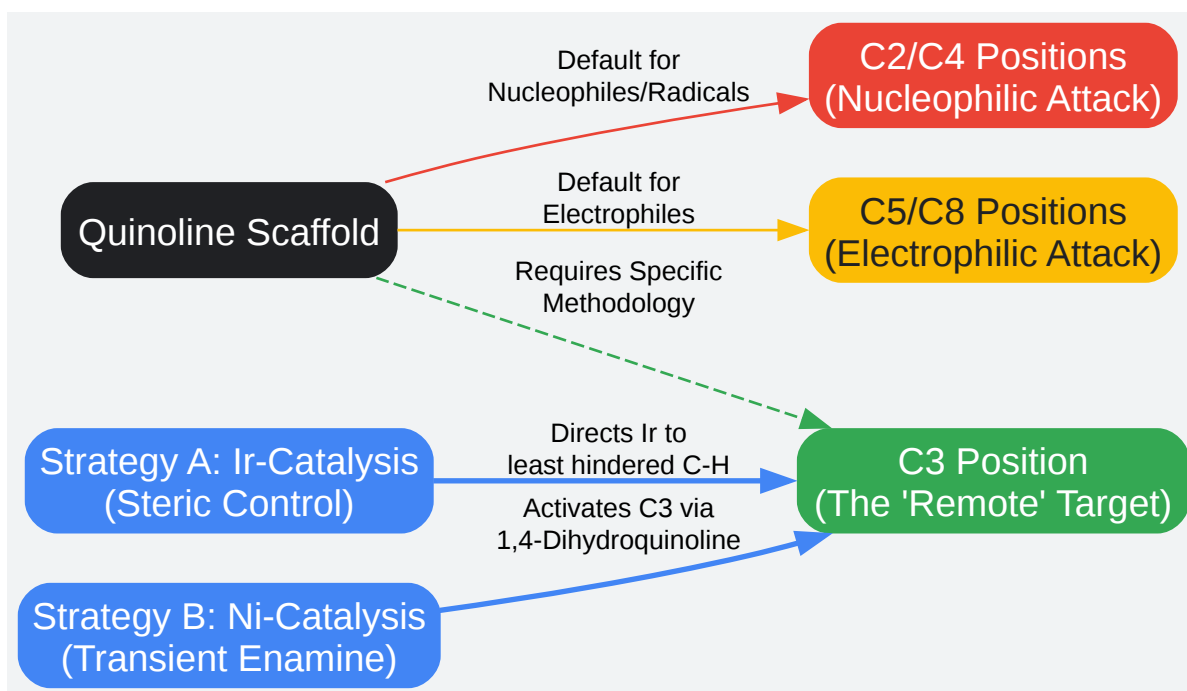 Default for
Nucleophiles/Radicals
C2/C4 Positions
(Nucleophilic Attack)
Quinoline Scaffold
Default for
Electrophiles
C5/C8 Positions
(Electrophilic Attack)
Requires Specific
Methodology
Strategy A: Ir-Catalysis
(Steric Control)
Directs Ir to
least hindered C-H
C3 Position
(The 'Remote' Target)
Activates C3 via
1,4-Dihydroquinoline
Strategy B: Ni-Catalysis
(Transient Enamine)